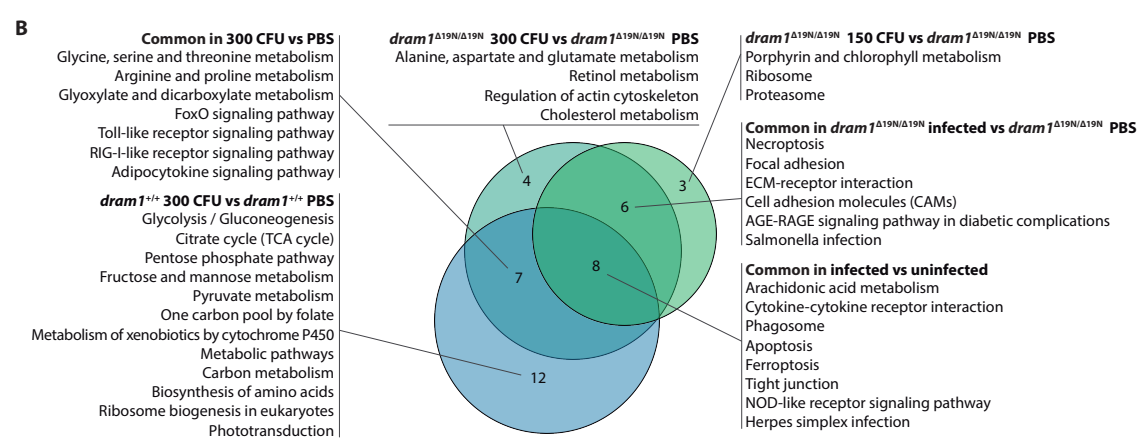 B
Common in 300 CFU vs PBS
Glycine, serine and threonine metabolism
Arginine and proline metabolism
Glyoxylate and dicarboxylate metabolism
FoxO signaling pathway
Toll-like receptor signaling pathway
RIG-I-like receptor signaling pathway
Adipocytokine signaling pathway
dram1+/+ 300 CFU vs dram1+/+ PBS
Glycolysis / Gluconeogenesis
Citrate cycle (TCA cycle)
Pentose phosphate pathway
Fructose and mannose metabolism
Pyruvate metabolism
One carbon pool by folate
Metabolism of xenobiotics by cytochrome P450
Metabolic pathways
Carbon metabolism
Biosynthesis of amino acids
Ribosome biogenesis in eukaryotes
Phototransduction
dram1Δ19N/Δ19N 300 CFU vs dram1Δ19N/Δ19N PBS
Alanine, aspartate and glutamate metabolism
Retinol metabolism
Regulation of actin cytoskeleton
Cholesterol metabolism
4
3
6
7
8
12
dram1Δ19N/Δ19N 150 CFU vs dram1Δ19N/Δ19N PBS
Porphyrin and chlorophyll metabolism
Ribosome
Proteasome
Common in dram1Δ19N/Δ19N infected vs dram1Δ19N/Δ19N PBS
Necroptosis
Focal adhesion
ECM-receptor interaction
Cell adhesion molecules (CAMs)
AGE-RAGE signaling pathway in diabetic complications
Salmonella infection
Common in infected vs uninfected
Arachidonic acid metabolism
Cytokine-cytokine receptor interaction
Phagosome
Apoptosis
Ferroptosis
Tight junction
NOD-like receptor signaling pathway
Herpes simplex infection